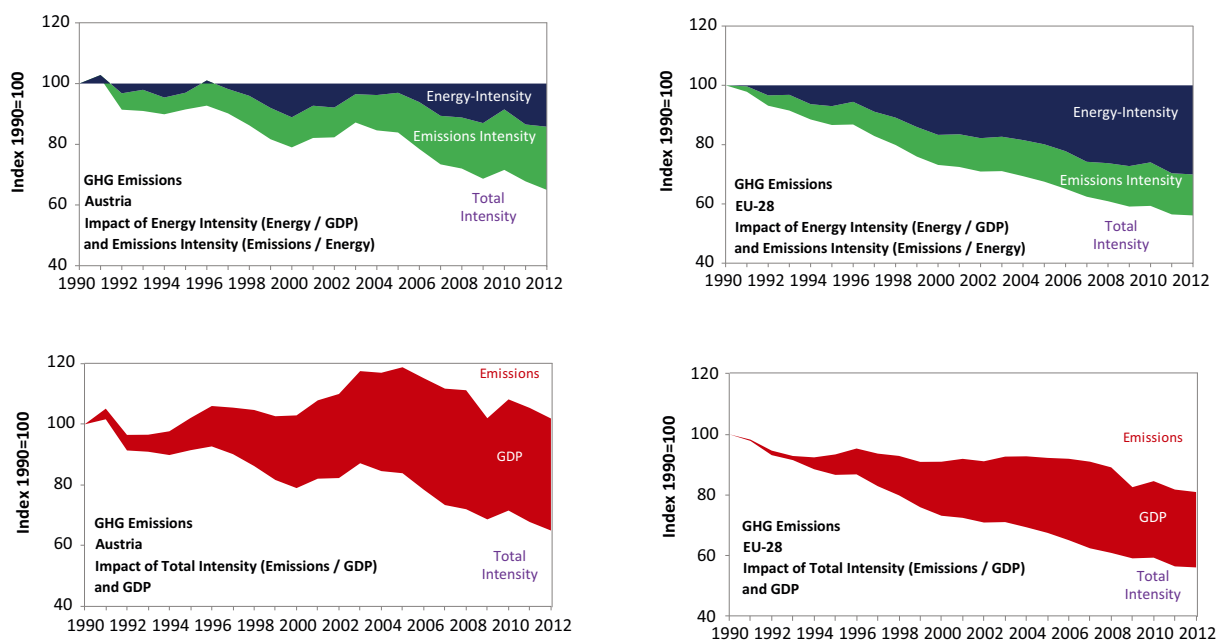 120
100
80
60
40
Index 1990=100
Energy-Intensity
Emissions Intensity
Total
Intensity
GHG Emissions
Austria
Impact of Energy Intensity (Energy / GDP)
and Emissions Intensity (Emissions / Energy)
1990 1992 1994 1996 1998 2000 2002 2004 2006 2008 2010 2012
120
100
80
60
40
Index 1990=100
Energy-Intensity
Emissions Intensity
Total
Intensity
GHG Emissions
EU-28
Impact of Energy Intensity (Energy / GDP)
and Emissions Intensity (Emissions / Energy)
1990 1992 1994 1996 1998 2000 2002 2004 2006 2008 2010 2012
120
100
80
60
40
Index 1990=100
Emissions
GDP
Total
Intensity
GHG Emissions
Austria
Impact of Total Intensity (Emissions / GDP)
and GDP
1990 1992 1994 1996 1998 2000 2002 2004 2006 2008 2010 2012
120
100
80
60
40
Index 1990=100
Emissions
GDP
Total
Intensity
GHG Emissions
EU-28
Impact of Total Intensity (Emissions / GDP)
and GDP
1990 1992 1994 1996 1998 2000 2002 2004 2006 2008 2010 2012